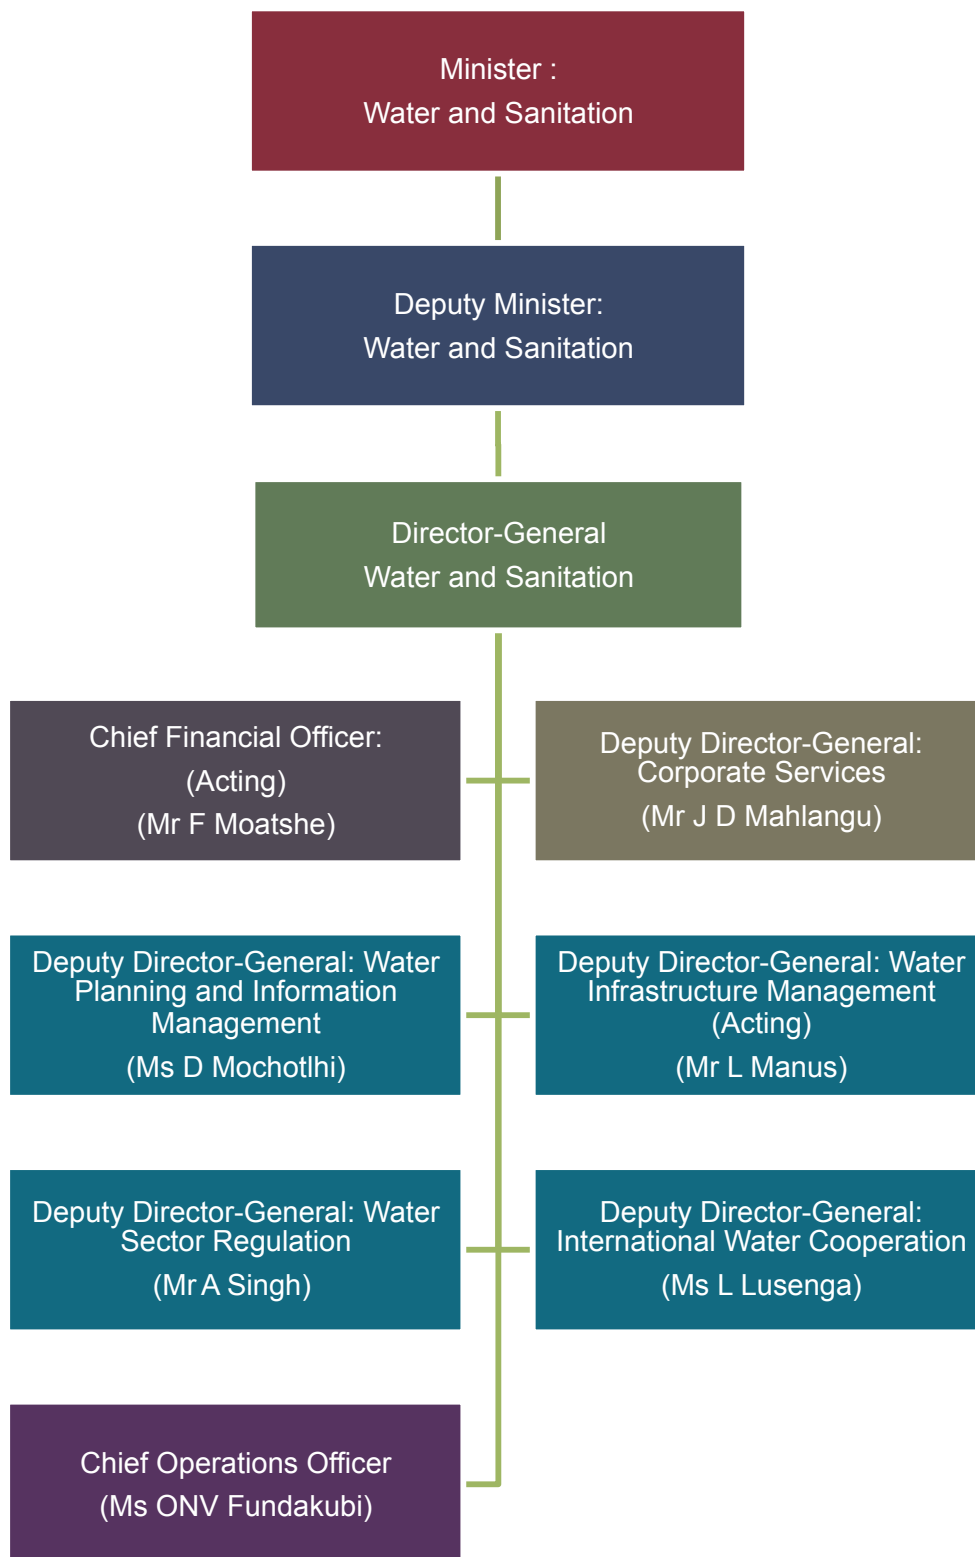 Minister :
Water and Sanitation
Deputy Minister:
Water and Sanitation
Director-General
Water and Sanitation
Chief Financial Officer:
(Acting)
(Mr F Moatshe)
Deputy Director-General:
Corporate Services
(Mr J D Mahlangu)
Deputy Director-General: Water
Planning and Information
Management
(Ms D Mochotlhi)
Deputy Director-General: Water
Infrastructure Management
(Acting)
(Mr L Manus)
Deputy Director-General: Water
Sector Regulation
(Mr A Singh)
Deputy Director-General:
International Water Cooperation
(Ms L Lusenga)
Chief Operations Officer
(Ms ONV Fundakubi)